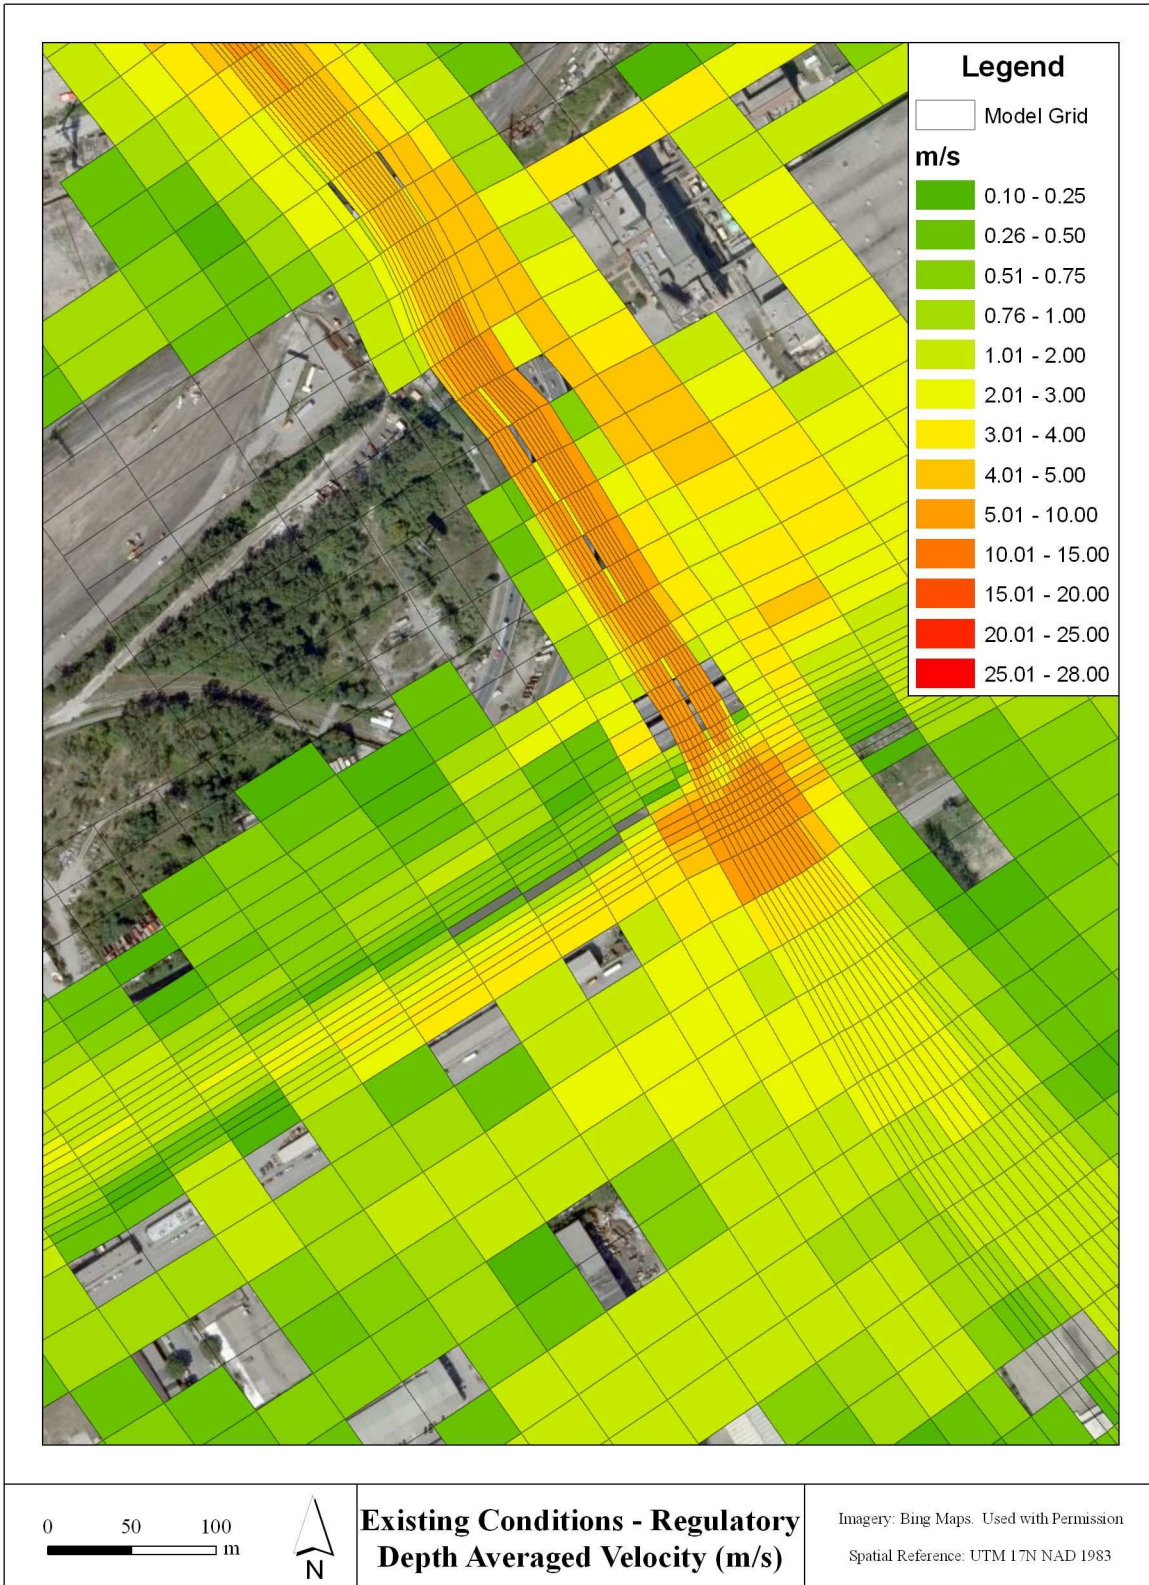 Legend
Model Grid
m/s
0.10 - 0.25
0.26 - 0.50
0.51 - 0.75
0.76 - 1.00
1.01 - 2.00
2.01 - 3.00
3.01 - 4.00
4.01 - 5.00
5.01 - 10.00
10.01 - 15.00
15.01 - 20.00
20.01 - 25.00
25.01 - 28.00
0 50 100
m
N
Existing Conditions - Regulatory
Depth Averaged Velocity (m/s)
Imagery: Bing Maps. Used with Permission
Spatial Reference: UTM 17N NAD 1983